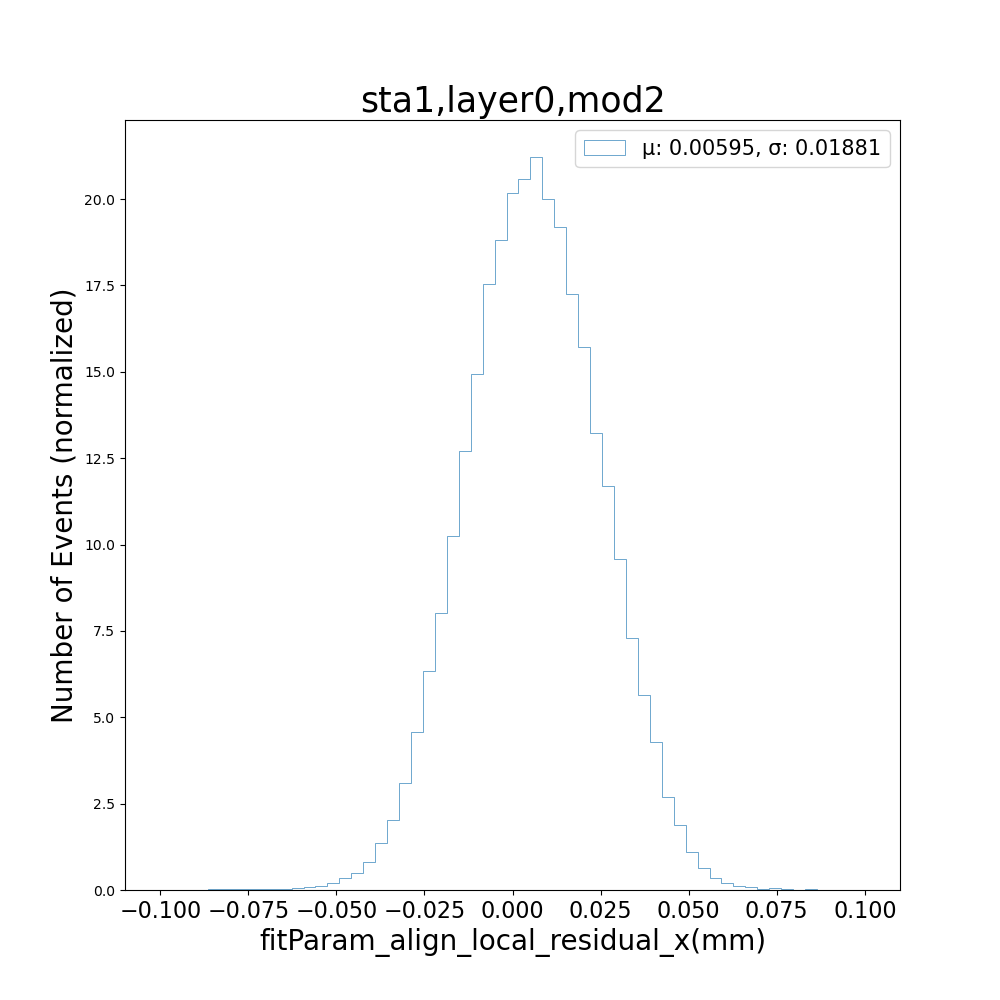 sta1,layer0,mod2
μ: 0.00595, σ: 0.01881
Number of Events (normalized)
20.0
17.5
15.0
12.5
10.0
7.5
5.0
2.5
0.0
−0.100 −0.075 −0.050 −0.025 0.000 0.025 0.050 0.075 0.100
fitParam_align_local_residual_x(mm)